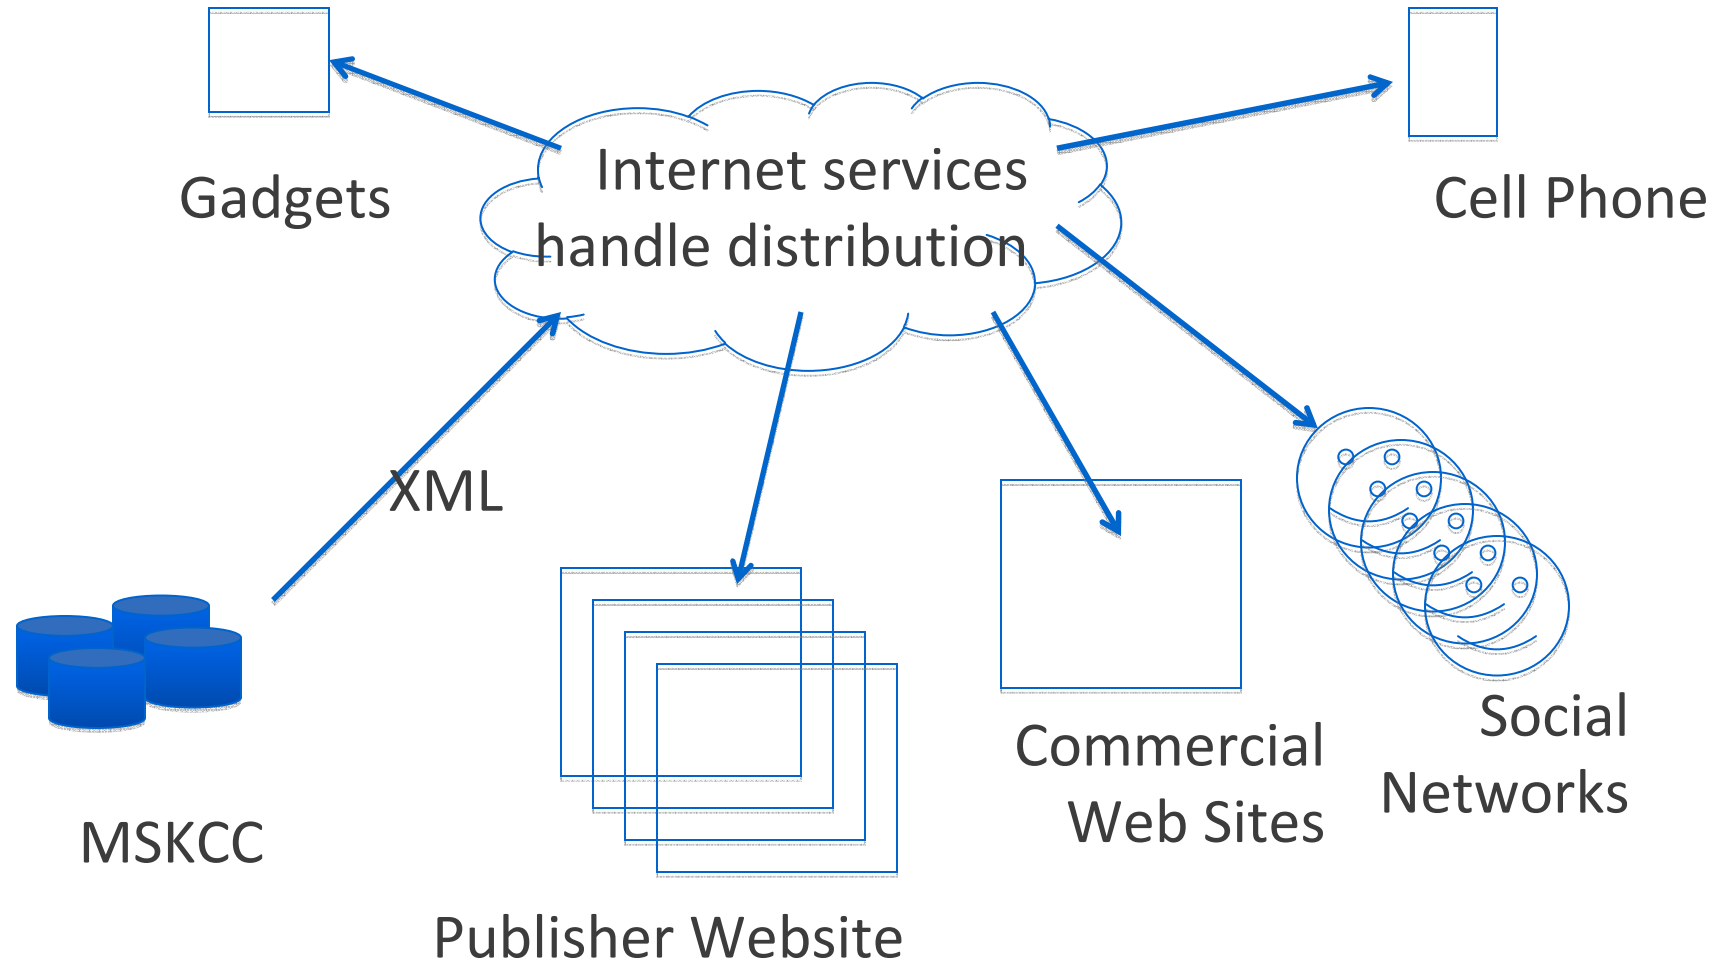 Internet services
handle distribution
Gadgets
Cell Phone
XML
MSKCC
Publisher Website
Commercial
Web Sites
Social
Networks